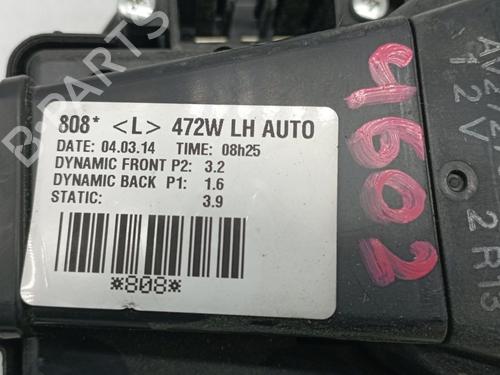 808* <L> 472W LH AUTO
DATE: 04.03.14 TIME: 08h25
DYNAMIC FRONT P2: 3.2
DYNAMIC BACK P1: 1.6
STATIC: 3.9
*808*
4602
12V
B-PARTS